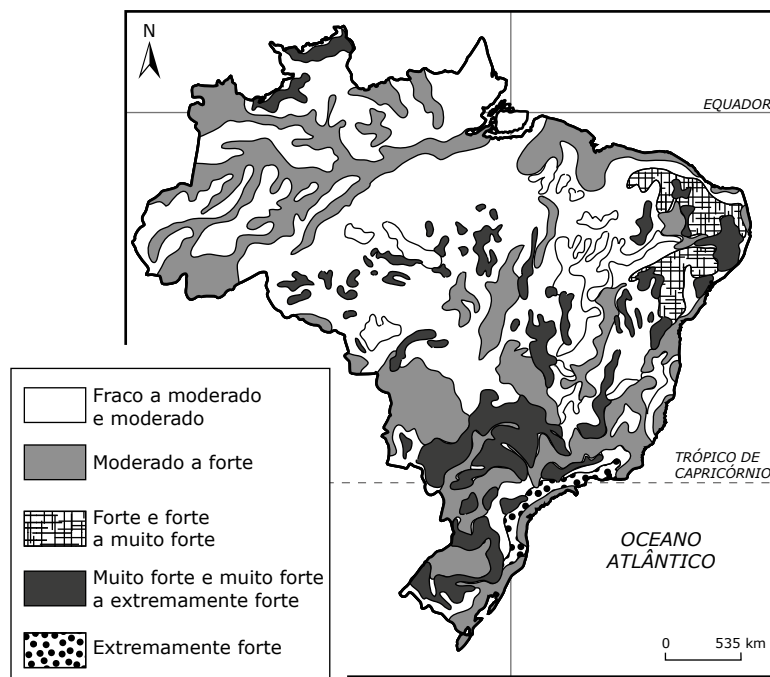 N
EQUADOR
Fraco a moderado
e moderado
Moderado a forte
TRÓPICO DE
CAPRICÓRNIO
Forte e forte
a muito forte
OCEANO
ATLÂNTICO
Muito forte e muito forte
a extremamente forte
Extremamente forte
0 535 km